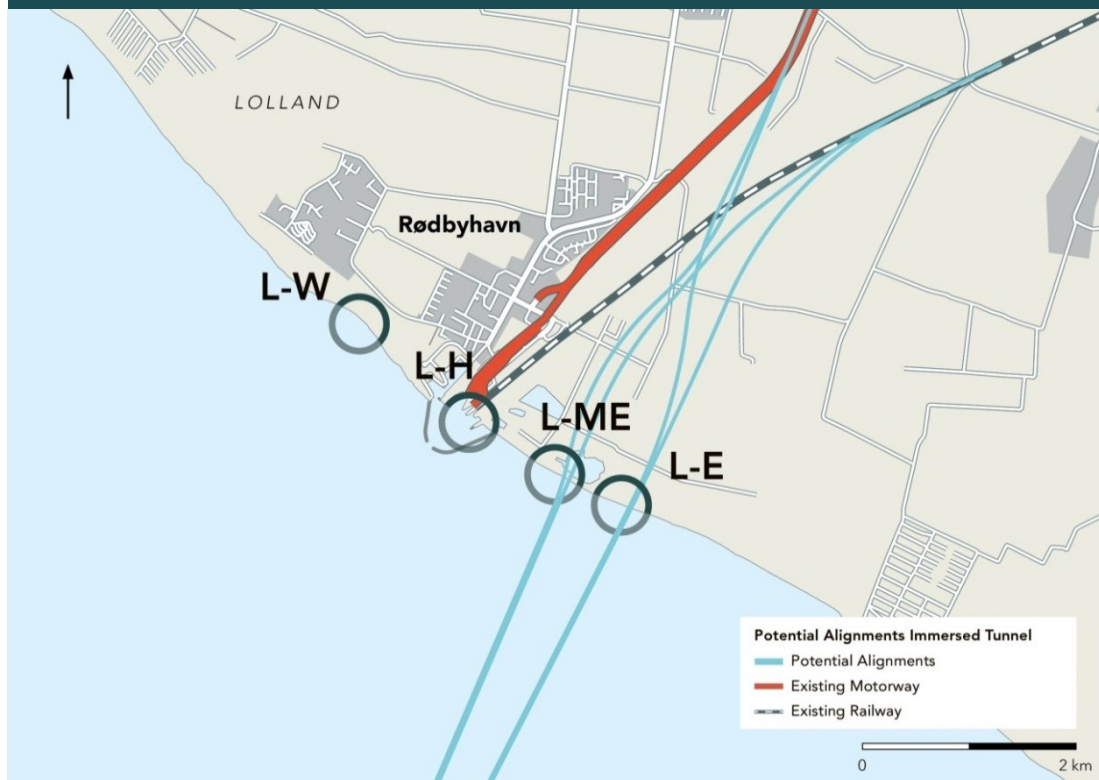 LOLLAND
Rødbyhavn
L-W
L-H
L-ME
L-E
Potential Alignments Immersed Tunnel
Potential Alignments
Existing Motorway
Existing Railway
0
2 km